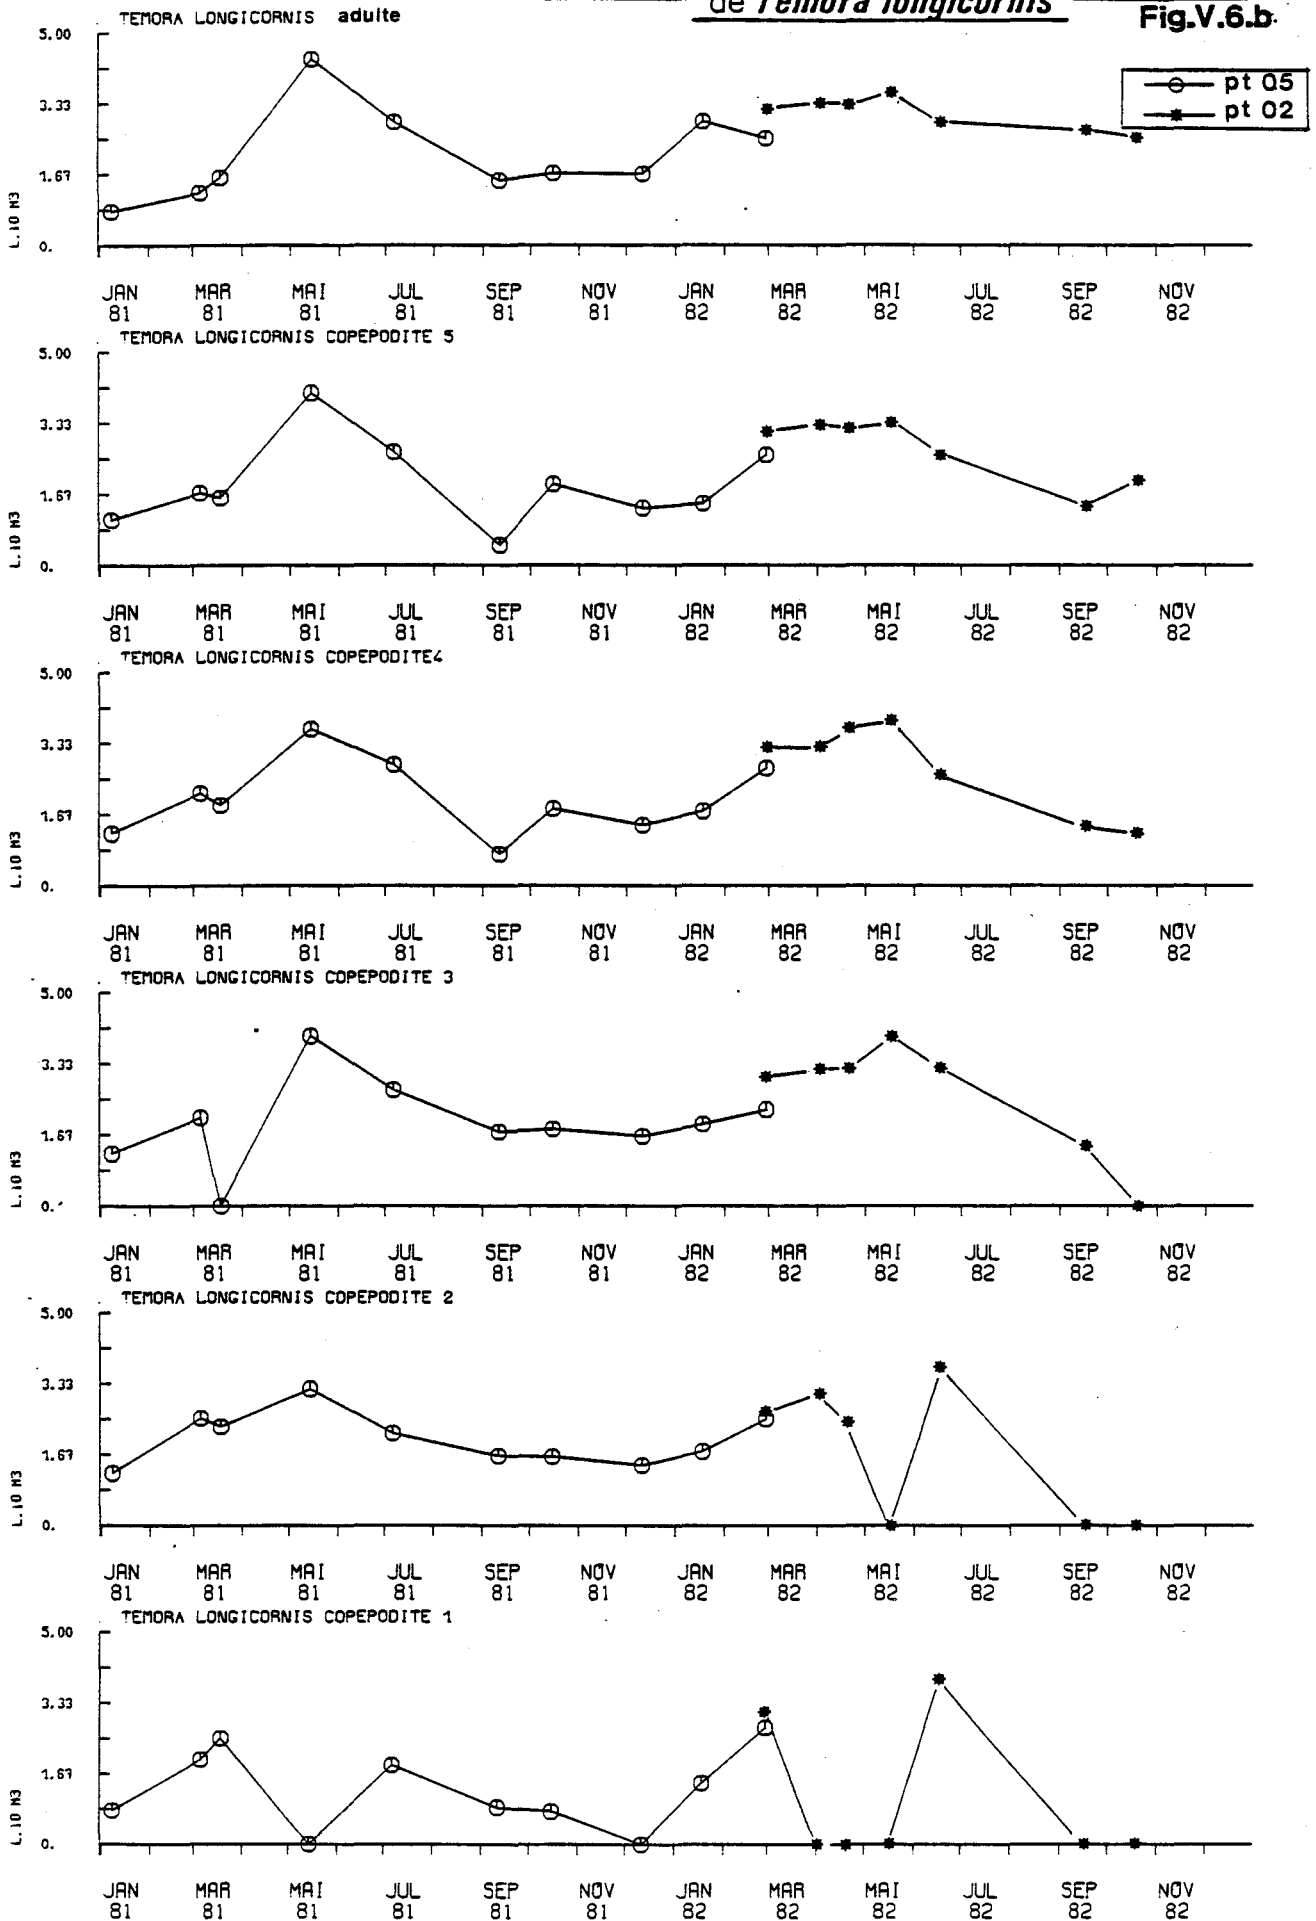 de Temora longicornis
TEMORA LONGICORNIS adulte
Fig.V.6.b
pt 05
pt 02
5.00
3.33
1.67
0.
L.10 M3
JAN MAR MAI JUL SEP NOV JAN MAR MAI JUL SEP NOV
81 81 81 81 81 81 82 82 82 82 82 82
TEMORA LONGICORNIS COPEPODITE 5
5.00
3.33
1.67
0.
L.10 M3
JAN MAR MAI JUL SEP NOV JAN MAR MAI JUL SEP NOV
81 81 81 81 81 81 82 82 82 82 82 82
TEMORA LONGICORNIS COPEPODITE4
5.00
3.33
1.67
0.
L.10 M3
JAN MAR MAI JUL SEP NOV JAN MAR MAI JUL SEP NOV
81 81 81 81 81 81 82 82 82 82 82 82
TEMORA LONGICORNIS COPEPODITE 3
5.00
3.33
1.67
0.
L.10 M3
JAN MAR MAI JUL SEP NOV JAN MAR MAI JUL SEP NOV
81 81 81 81 81 81 82 82 82 82 82 82
TEMORA LONGICORNIS COPEPODITE 2
5.00
3.33
1.67
0.
L.10 M3
JAN MAR MAI JUL SEP NOV JAN MAR MAI JUL SEP NOV
81 81 81 81 81 81 82 82 82 82 82 82
TEMORA LONGICORNIS COPEPODITE 1
5.00
3.33
1.67
0.
L.10 M3
JAN MAR MAI JUL SEP NOV JAN MAR MAI JUL SEP NOV
81 81 81 81 81 81 82 82 82 82 82 82